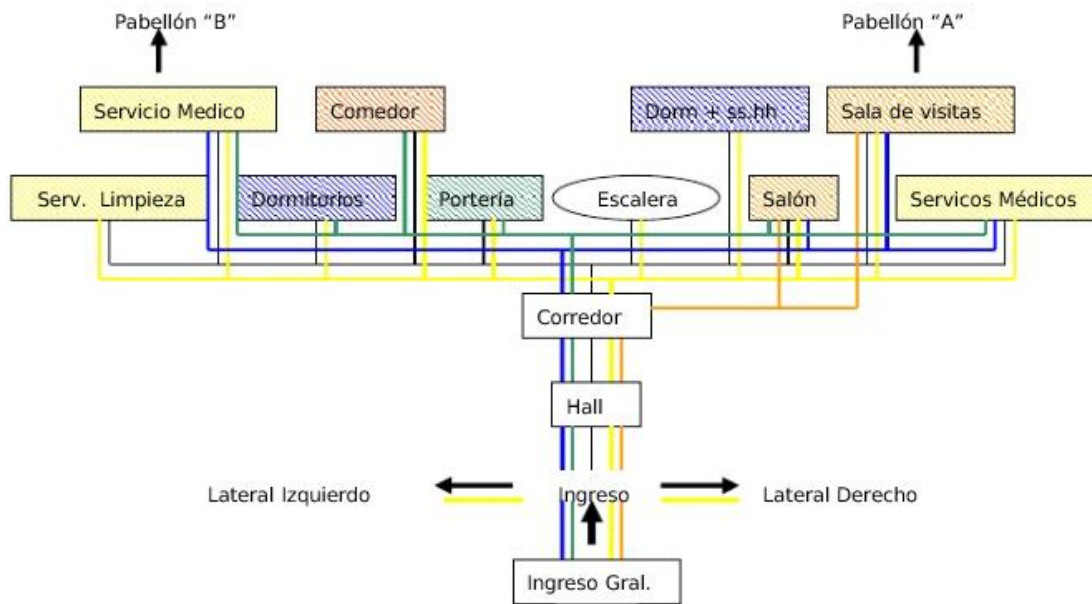 Pabellón “B”
Pabellón “A”
Servicio Medico
Comedor
Dorm + ss.hh
Sala de visitas
Serv. Limpieza
Dormitorios
Portería
Escalera
Salón
Servicos Médicos
Corredor
Hall
Lateral Izquierdo
Ingreso
Lateral Derecho
Ingreso Gral.